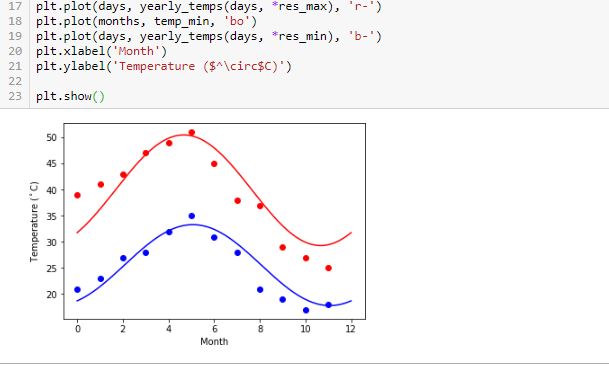 17 plt.plot(days, yearly_temps(days, *res_max), 'r-')
18 plt.plot(months, temp_min, 'bo')
19 plt.plot(days, yearly_temps(days, *res_min), 'b-')
20 plt.xlabel('Month')
21 plt.ylabel('Temperature ($^\circ$C)')
22
23 plt.show()
50
45
40
35
30
25
20
Temperature (°C)
0 2 4 6 8 10 12
Month